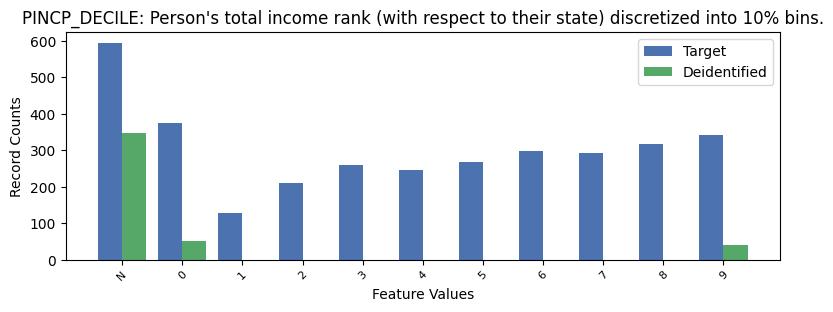 PINCP_DECILE: Person's total income rank (with respect to their state) discretized into 10% bins.
600
500
400
300
200
100
0
Record Counts
Target
Deidentified
N 0 1 2 3 4 5 6 7 8 9
Feature Values